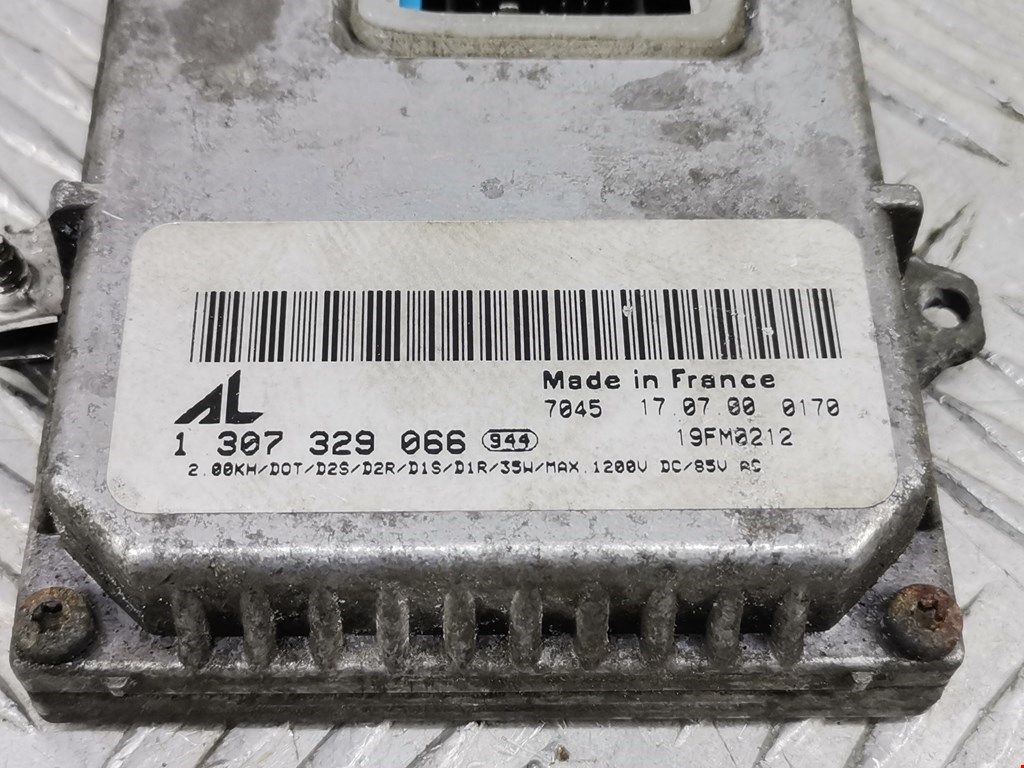 AL
Made in France
7045 17.07.00 0170
1 307 329 066 944
19FM0212
2.00KH/DOT/D2S/D2R/D1S/D1R/35W/MAX.1200V DC/85V AC